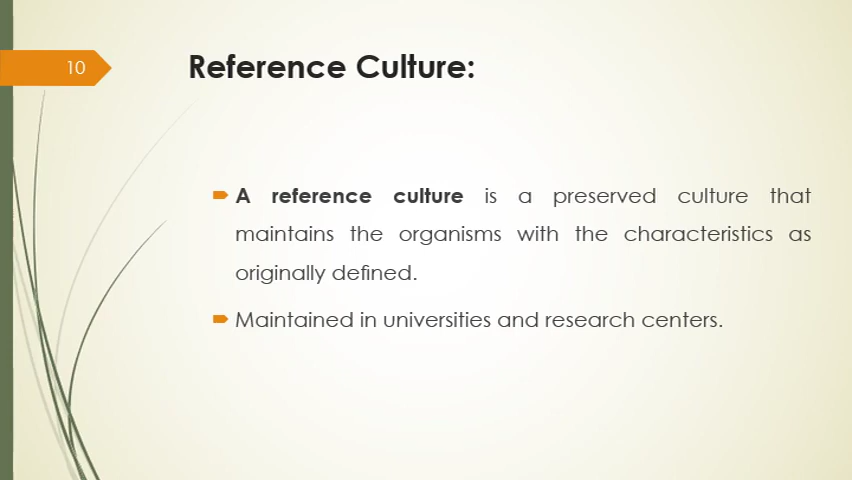 10
Reference Culture:
A reference culture is a preserved culture that
maintains the organisms with the characteristics as
originally defined.
Maintained in universities and research centers.